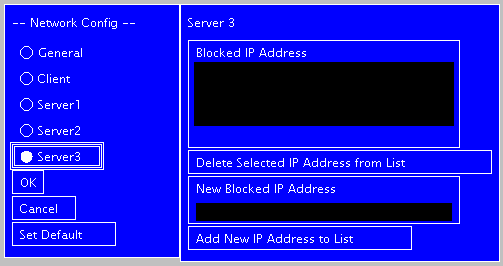 -- Network Config --
General
Client
Server1
Server2
Server3
OK
Cancel
Set Default
Server 3
Blocked IP Address
Delete Selected IP Address from List
New Blocked IP Address
Add New IP Address to List